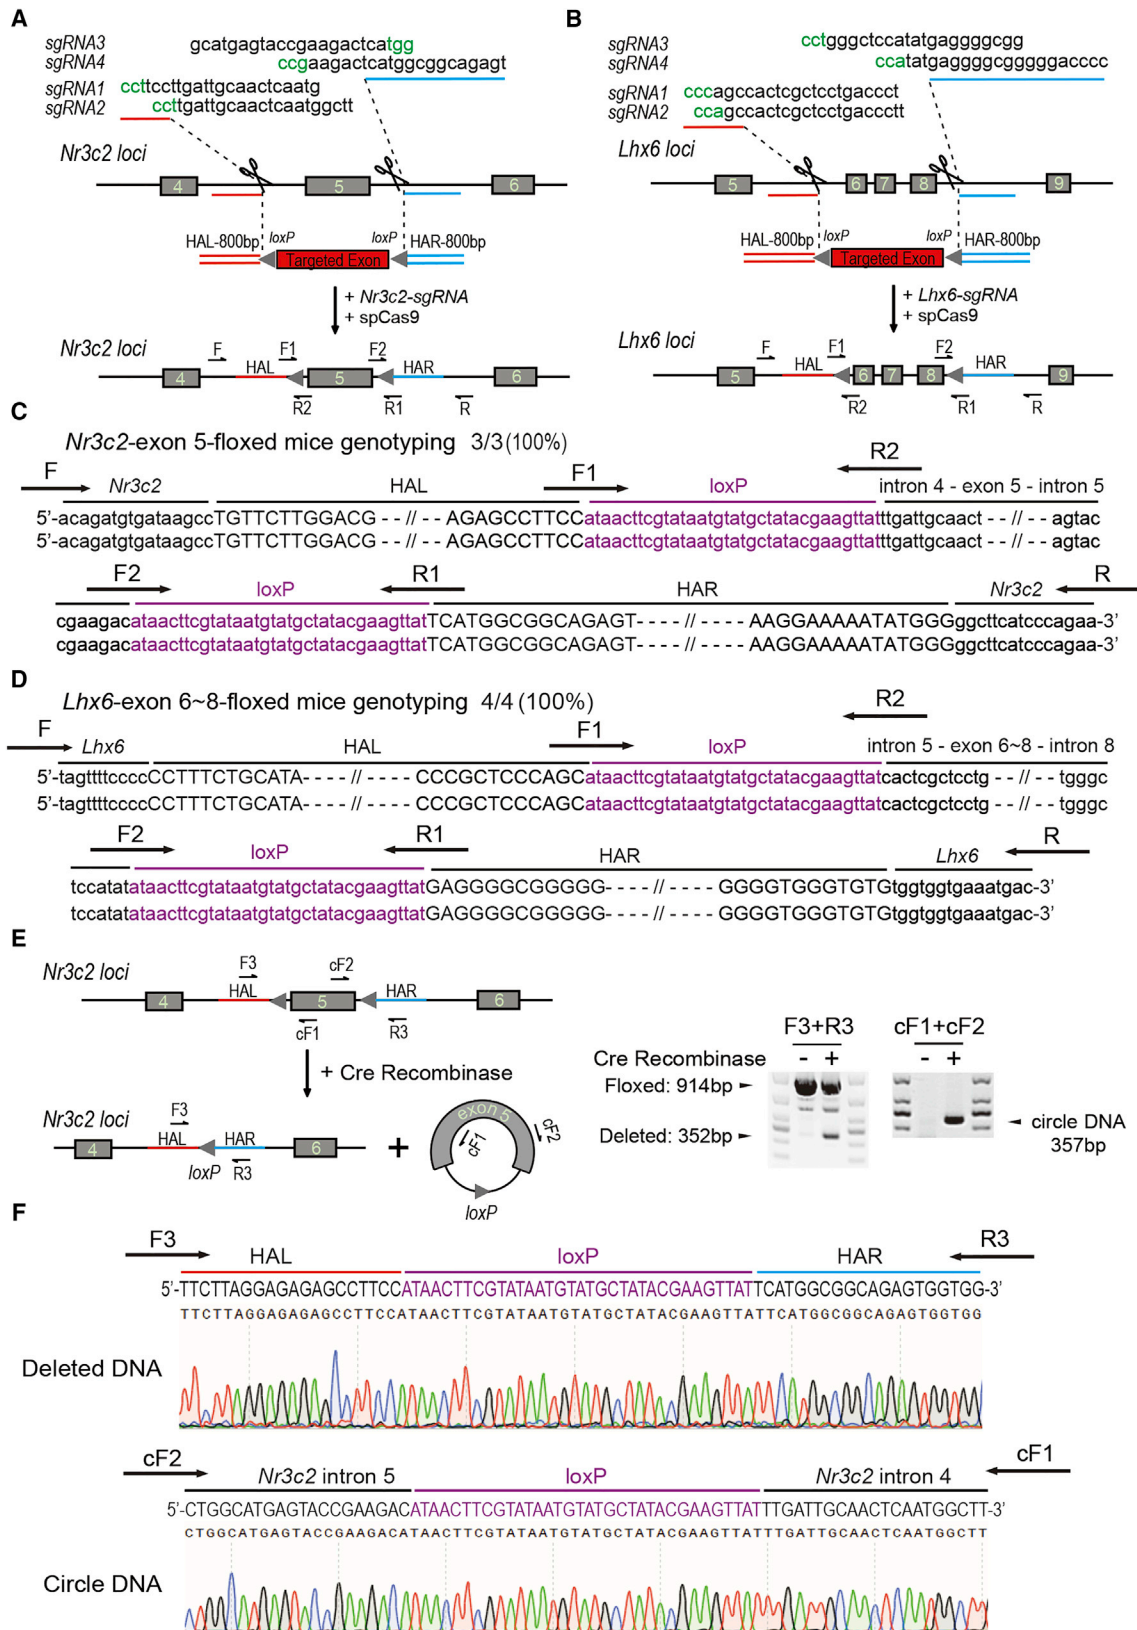 A
sgRNA3 gcatgagtaccgaagactcatgg
sgRNA4 ccgaagactcatggcggcagagt
sgRNA1 ccttccttgattgcaactcaatg
sgRNA2 ccttgattgcaactcaatggctt
Nr3c2 loci
4 5 6
HAL-800bp loxP loxP HAR-800bp
Targeted Exon
+ Nr3c2-sgRNA
+ spCas9
Nr3c2 loci
F HAL F1 F2 HAR
4 5 6
R2 R1 R
B
sgRNA3 cctgggctccatatgaggggcgg
sgRNA4 ccatatgaggggcgggggacccc
sgRNA1 cccagccactcgctcctgaccct
sgRNA2 ccagccactcgctcctgaccctt
Lhx6 loci
5 6 7 8 9
HAL-800bp loxP loxP HAR-800bp
Targeted Exon
+ Lhx6-sgRNA
+ spCas9
Lhx6 loci
F HAL F1 F2 HAR
5 6 7 8 9
R2 R1 R
C
Nr3c2-exon 5-floxed mice genotyping 3/3 (100%)
F F1 R2
Nr3c2 HAL loxP intron 4 - exon 5 - intron 5
5'-acagatgtgataagccTGTTCTTGGACG - - // - - AGAGCCTTCCataacttcgtataatgtatgctatacgaagttatttgattgcaact - - // - - agtac
5'-acagatgtgataagccTGTTCTTGGACG - - // - - AGAGCCTTCCataacttcgtataatgtatgctatacgaagttatttgattgcaact - - // - - agtac
F2 R1 R
loxP HAR Nr3c2
cgaagacataacttcgtataatgtatgctatacgaagttatTCATGGCGGCAGAGT- - - - // - - - - AAGGAAAAATATGGGggcttcatcccagaa-3'
cgaagacataacttcgtataatgtatgctatacgaagttatTCATGGCGGCAGAGT- - - - // - - - - AAGGAAAAATATGGGggcttcatcccagaa-3'
D
Lhx6-exon 6~8-floxed mice genotyping 4/4 (100%)
F F1 R2
Lhx6 HAL loxP intron 5 - exon 6~8 - intron 8
5'-tagttttccccCCTTTCTGCATA- - - - // - - - - CCCGCTCCCAGCataacttcgtataatgtatgctatacgaagttatcactcgctcctg - - // - - tgggc
5'-tagttttccccCCTTTCTGCATA- - - - // - - - - CCCGCTCCCAGCataacttcgtataatgtatgctatacgaagttatcactcgctcctg - - // - - tgggc
F2 R1 R
loxP HAR Lhx6
tccatatataacttcgtataatgtatgctatacgaagttatGAGGGGCGGGGG- - - - // - - - - GGGGTGGGTGTGtggtggtgaaatgac-3'
tccatatataacttcgtataatgtatgctatacgaagttatGAGGGGCGGGGG- - - - // - - - - GGGGTGGGTGTGtggtggtgaaatgac-3'
E
Nr3c2 loci
F3 HAL cF2 HAR
4 5 6
cF1 R3
+ Cre Recombinase
Nr3c2 loci
F3 HAL HAR
4 6
loxP R3
+
exon 5
cF1 cF2
loxP
F3+R3 cF1+cF2
Cre Recombinase - + - +
Floxed: 914bp
Deleted: 352bp
circle DNA
357bp
F
F3 R3
HAL loxP HAR
5'-TTCTTAGGAGAGAGCCTTCCATAACTTCGTATAATGTATGCTATACGAAGTTATTCATGGCGGCAGAGTGGTGG-3'
TTCTTAGGAGAGAGCCTTCCATAACTTCGTATAATGTATGCTATACGAAGTTATTCATGGCGGCAGAGTGGTGG
Deleted DNA
cF2 cF1
Nr3c2 intron 5 loxP Nr3c2 intron 4
5'-CTGGCATGAGTACCGAAGACATAACTTCGTATAATGTATGCTATACGAAGTTATTTGATTGCAACTCAATGGCTT-3'
CTGGCATGAGTACCGAAGACATAACTTCGTATAATGTATGCTATACGAAGTTATTTGATTGCAACTCAATGGCTT
Circle DNA